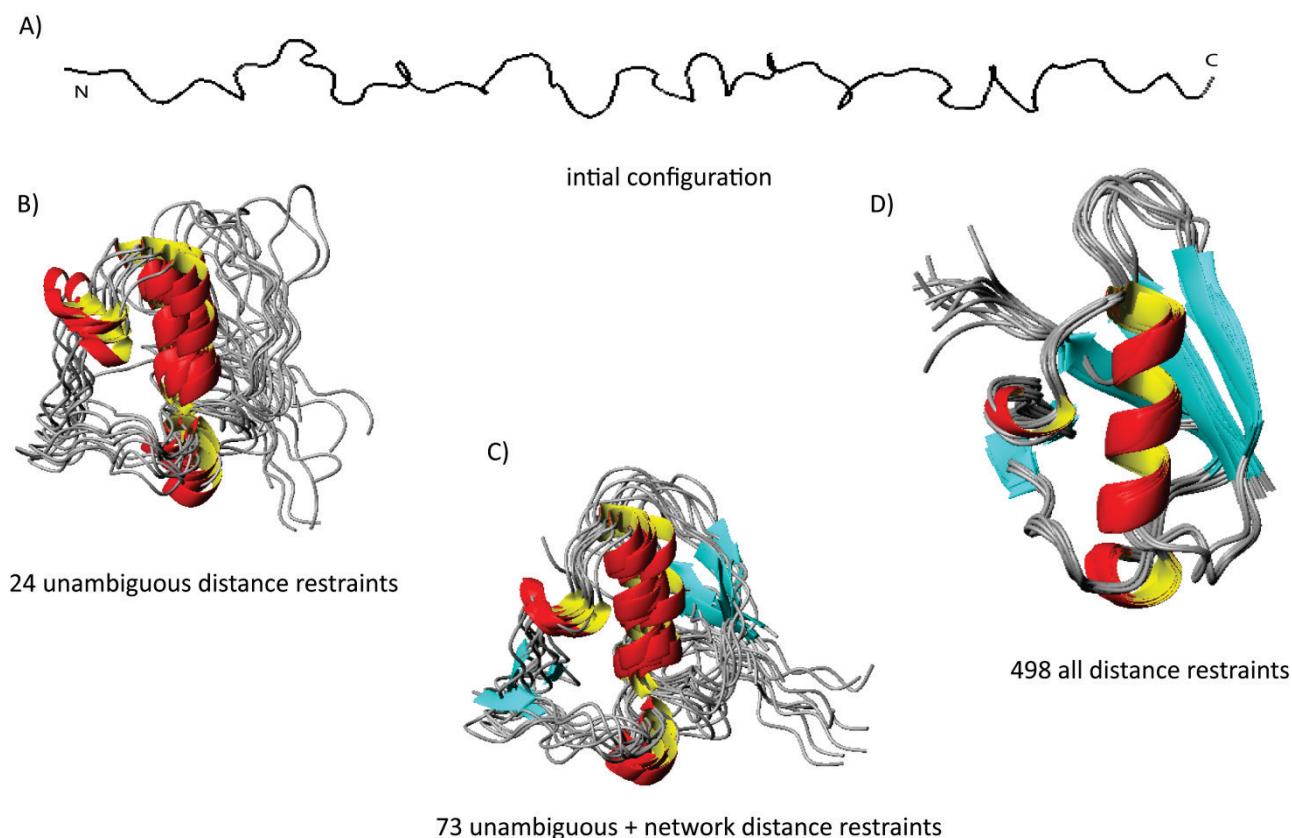 A)
N
C
intial configuration
B)
D)
24 unambiguous distance restraints
C)
498 all distance restraints
73 unambiguous + network distance restraints